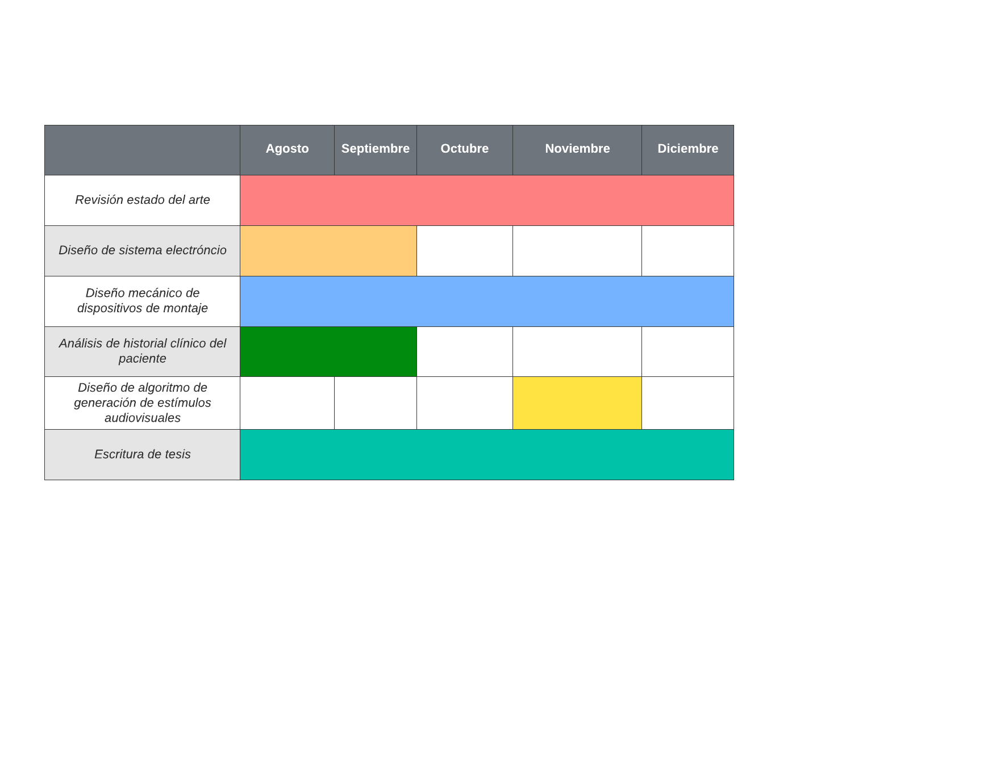 Agosto Septiembre Octubre Noviembre Diciembre
Revisión estado del arte
Diseño de sistema electróncio
Diseño mecánico de
dispositivos de montaje
Análisis de historial clínico del
paciente
Diseño de algoritmo de
generación de estímulos
audiovisuales
Escritura de tesis